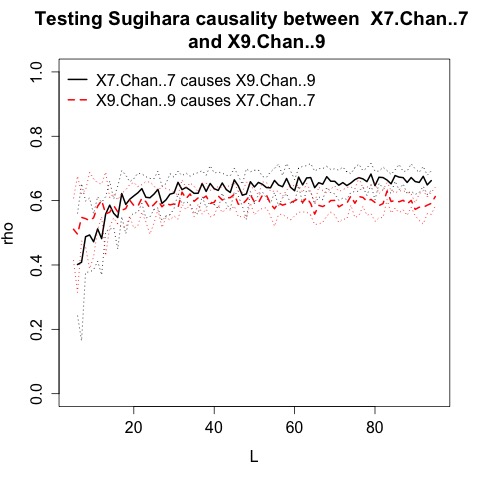 Testing Sugihara causality between  X7.Chan..7
and X9.Chan..9
1.0
X7.Chan..7 causes X9.Chan..9
X9.Chan..9 causes X7.Chan..7
0.8
0.6
rho
0.4
0.2
0.0
20 40 60 80
L